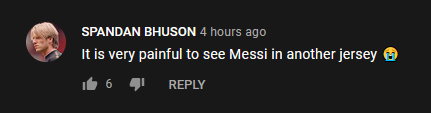 SPANDAN BHUSON 4 hours ago
It is very painful to see Messi in another jersey 😭
6 REPLY